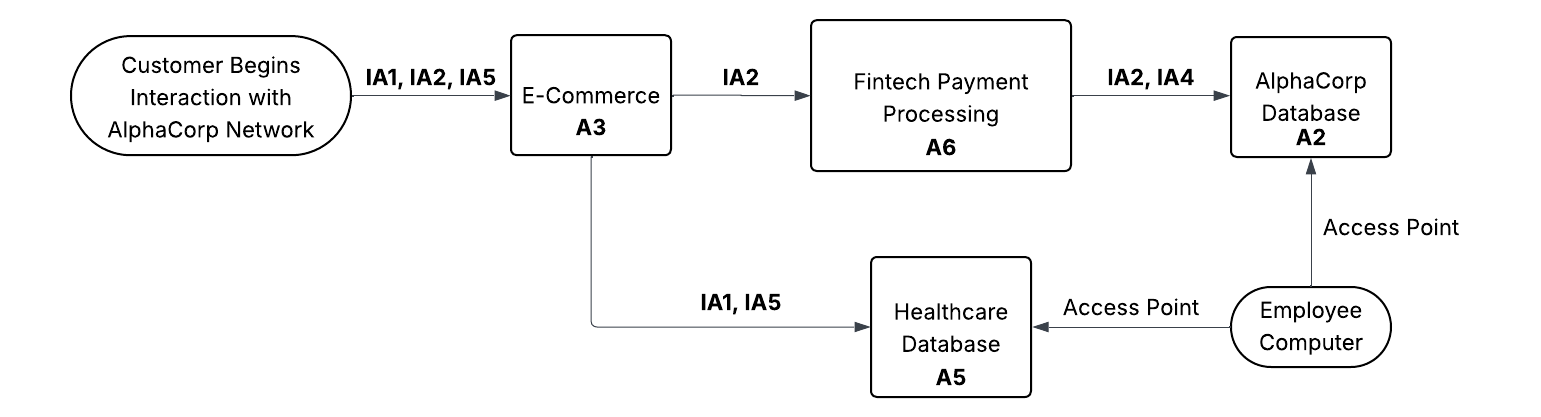 Customer Begins
Interaction with
AlphaCorp Network
IA1, IA2, IA5
E-Commerce
A3
IA2
Fintech Payment
Processing
A6
IA2, IA4
AlphaCorp
Database
A2
Access Point
IA1, IA5
Healthcare
Database
A5
Access Point
Employee
Computer